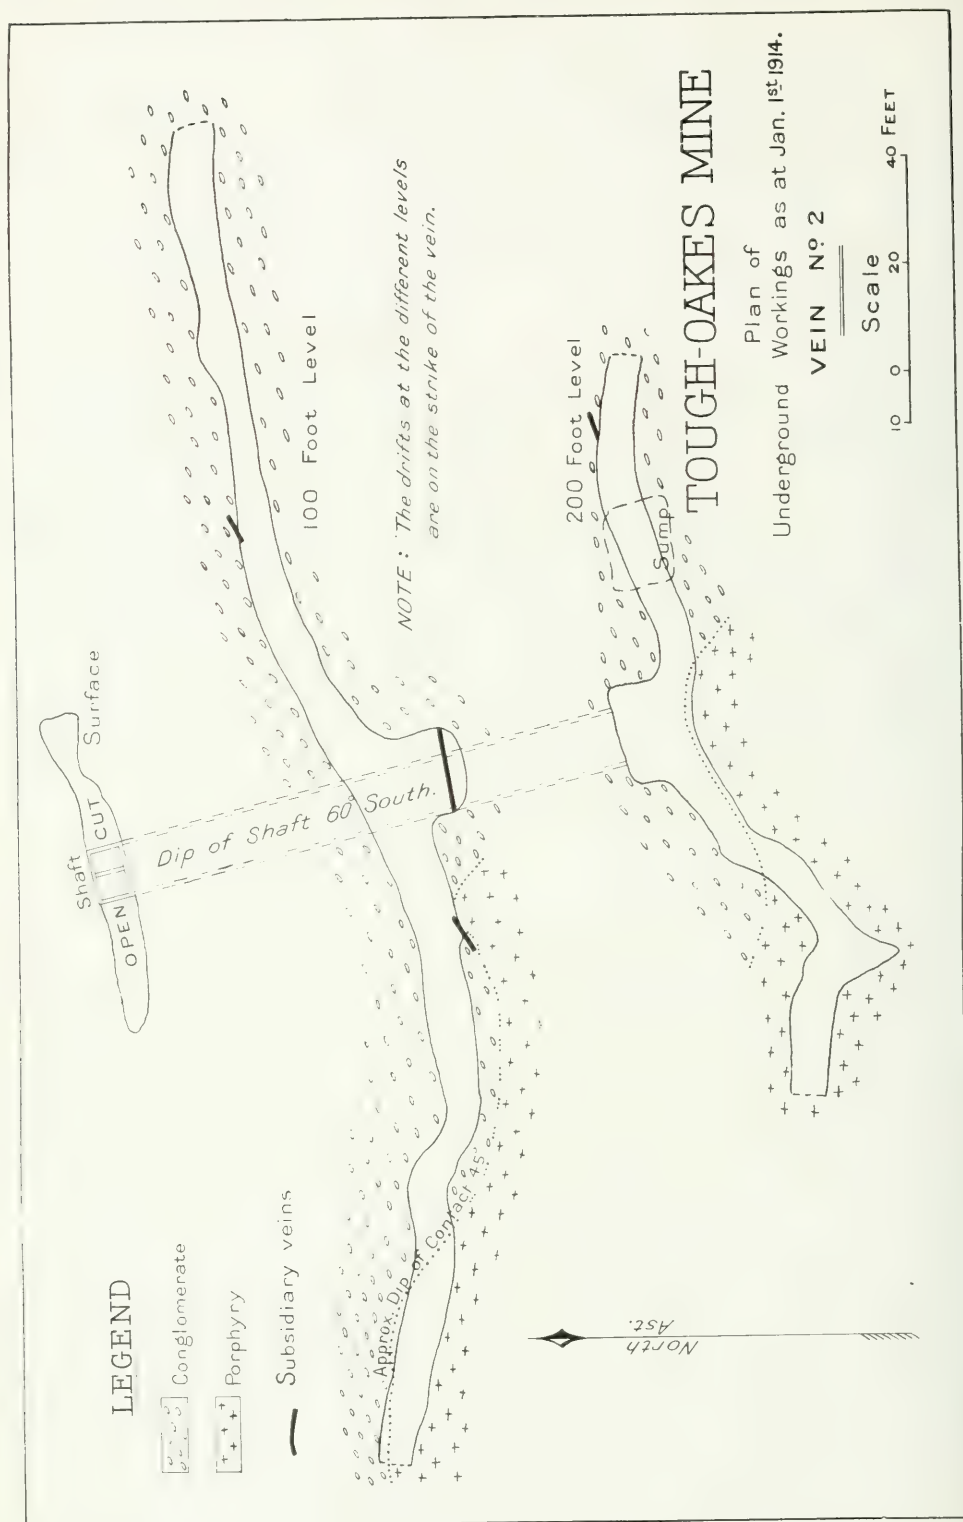 LEGEND
Conglomerate
Porphyry
Subsidiary veins
Shaft
OPEN CUT
Surface
Dip of Shaft 60° South.
100 Foot Level
NOTE: The drifts at the different levels
are on the strike of the vein.
Approx. Dip of Contact 45°
200 Foot Level
Sump
North
Ast.
TOUGH-OAKES MINE
Plan of
Underground Workings as at Jan. 1st 1914.
VEIN No 2
Scale
10 0 20 40 FEET